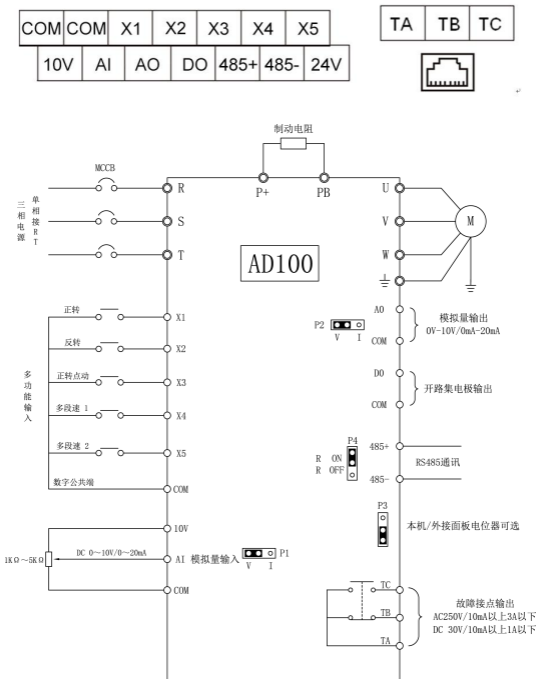 COM COM X1 X2 X3 X4 X5
TA TB TC
10V AI AO DO 485+ 485- 24V
制动电阻
P+ PB
MCCB
三相电源
单相接RT
R
S
T
U
V
W
M
AD100
多功能输入
正转 X1
反转 X2
正转点动 X3
多段速 1 X4
多段速 2 X5
数字公共端 COM
P2
V I
AO
COM
模拟量输出
0V-10V/0mA-20mA
DO
COM
开路集电极输出
P4
R ON
R OFF
485+
485-
RS485通讯
P3
本机/外接面板电位器可选
10V
1KΩ~5KΩ
DC 0~10V/0~20mA
AI 模拟量输入
P1
V I
COM
TC
TB
TA
故障接点输出
AC250V/10mA以上3A以下
DC 30V/10mA以上1A以下